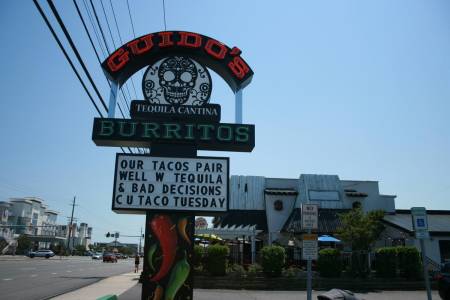 GUIDO'S
TEQUILA CANTINA
BURRITOS
OUR TACOS PAIR
WELL W TEQUILA
& BAD DECISIONS
C U TACO TUESDAY